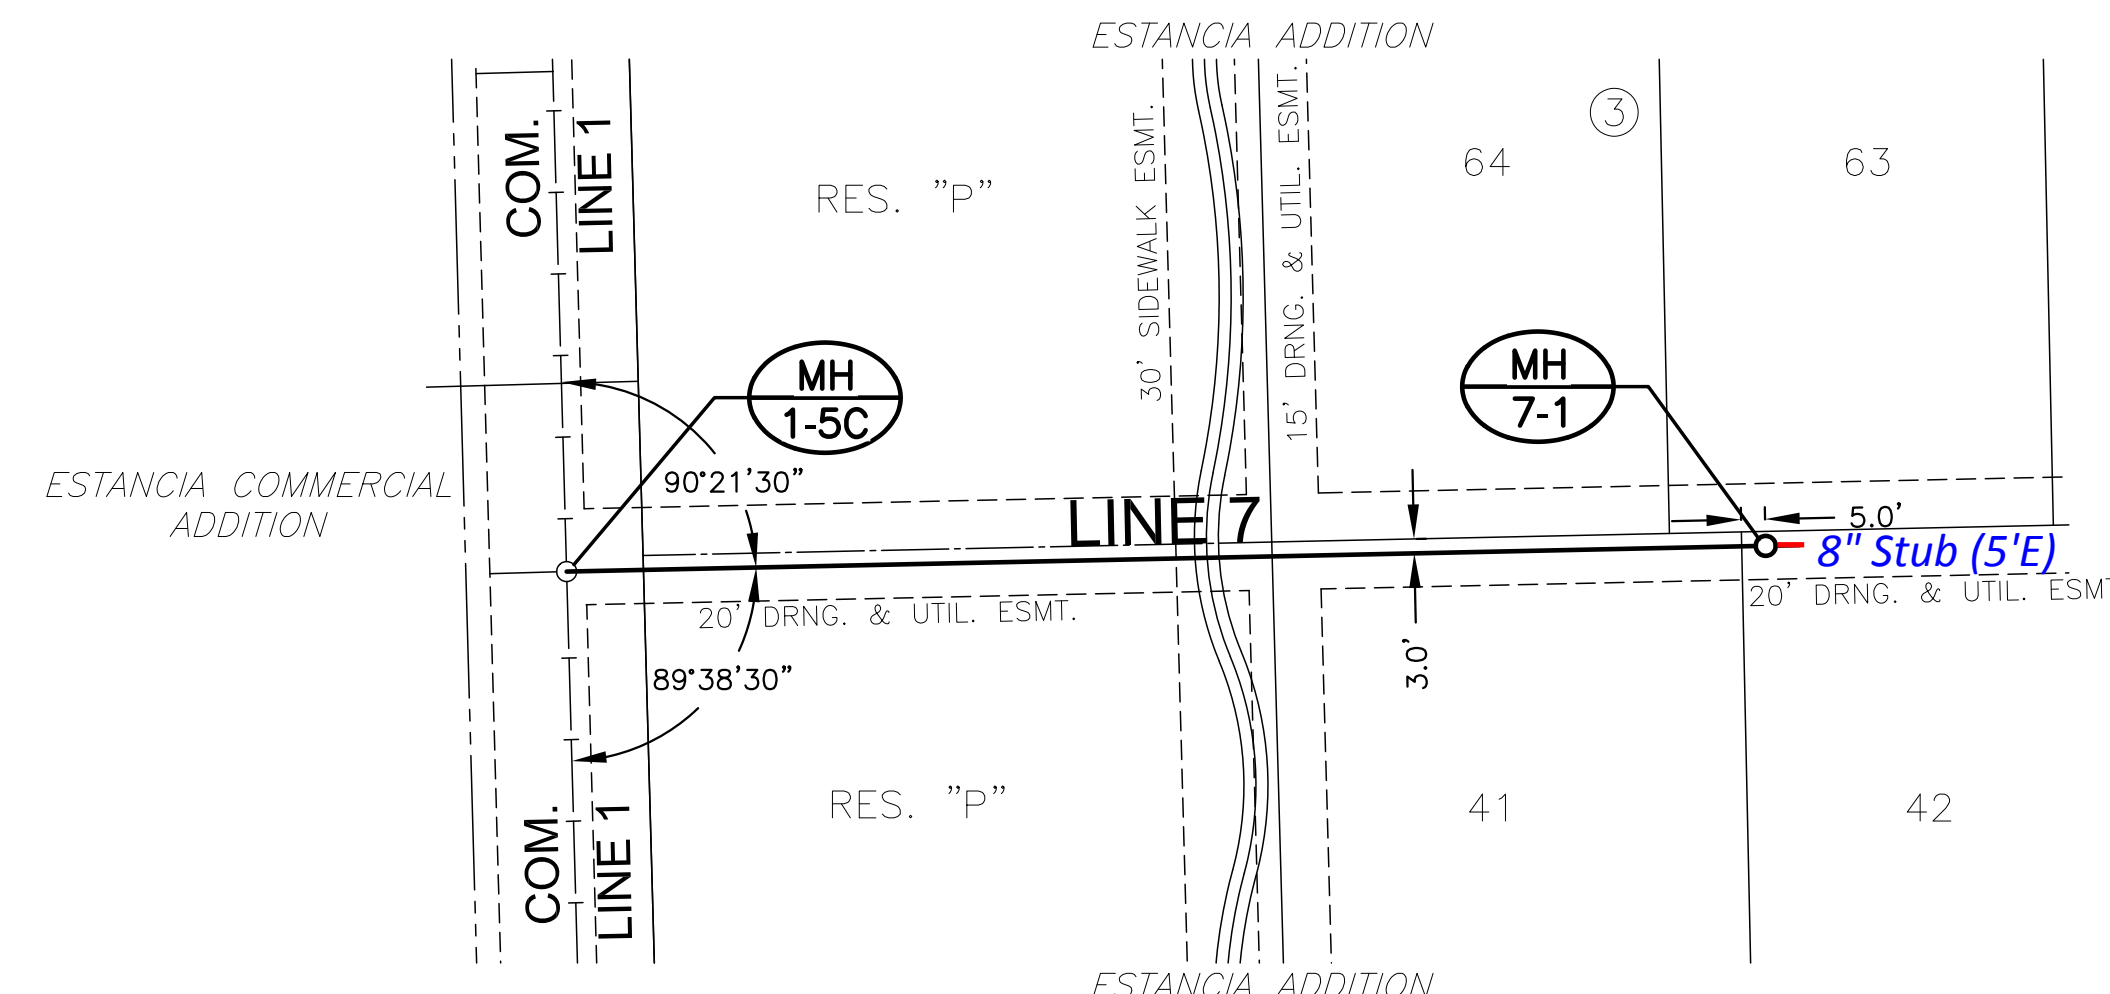 ESTANCIA ADDITION
COM.
LINE 1
RES. "P"
30' SIDEWALK ESMT.
15' DRNG. & UTIL. ESMT.
3
64
63
MH
1-5C
MH
7-1
90°21'30"
ESTANCIA COMMERCIAL
ADDITION
LINE 7
5.0'
8" Stub (5'E)
20' DRNG. & UTIL. ESMT.
20' DRNG. & UTIL. ESM
3.0'
89°38'30"
COM.
LINE 1
RES. "P"
41
42
ESTANCIA ADDITION